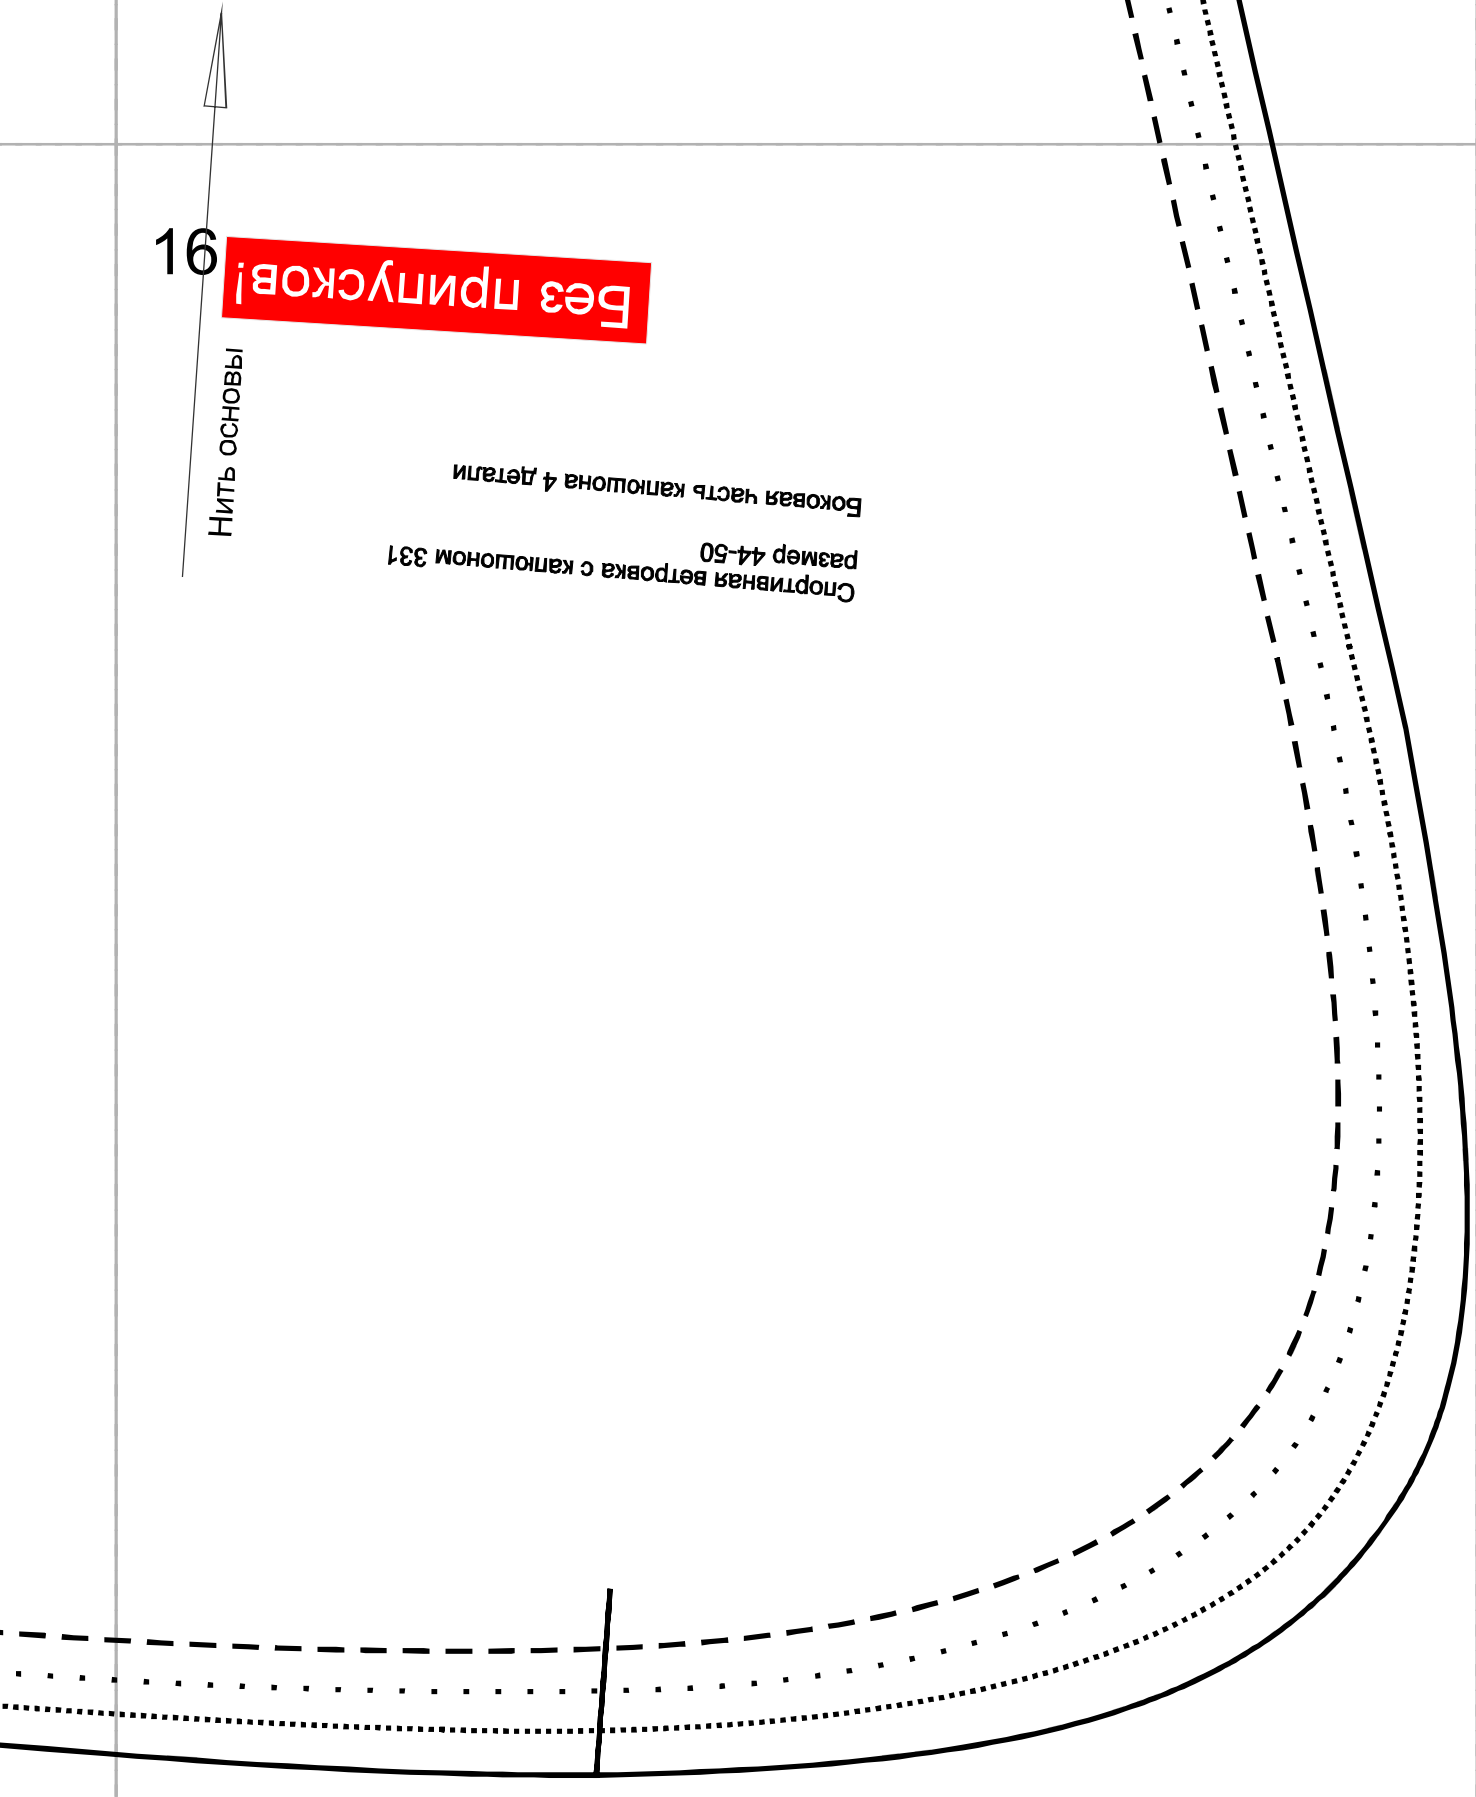 16
Без припусков!
Нить основы
Спортивная ветровка с капюшоном 331
размер 44-50
Боковая часть капюшона 4 детали